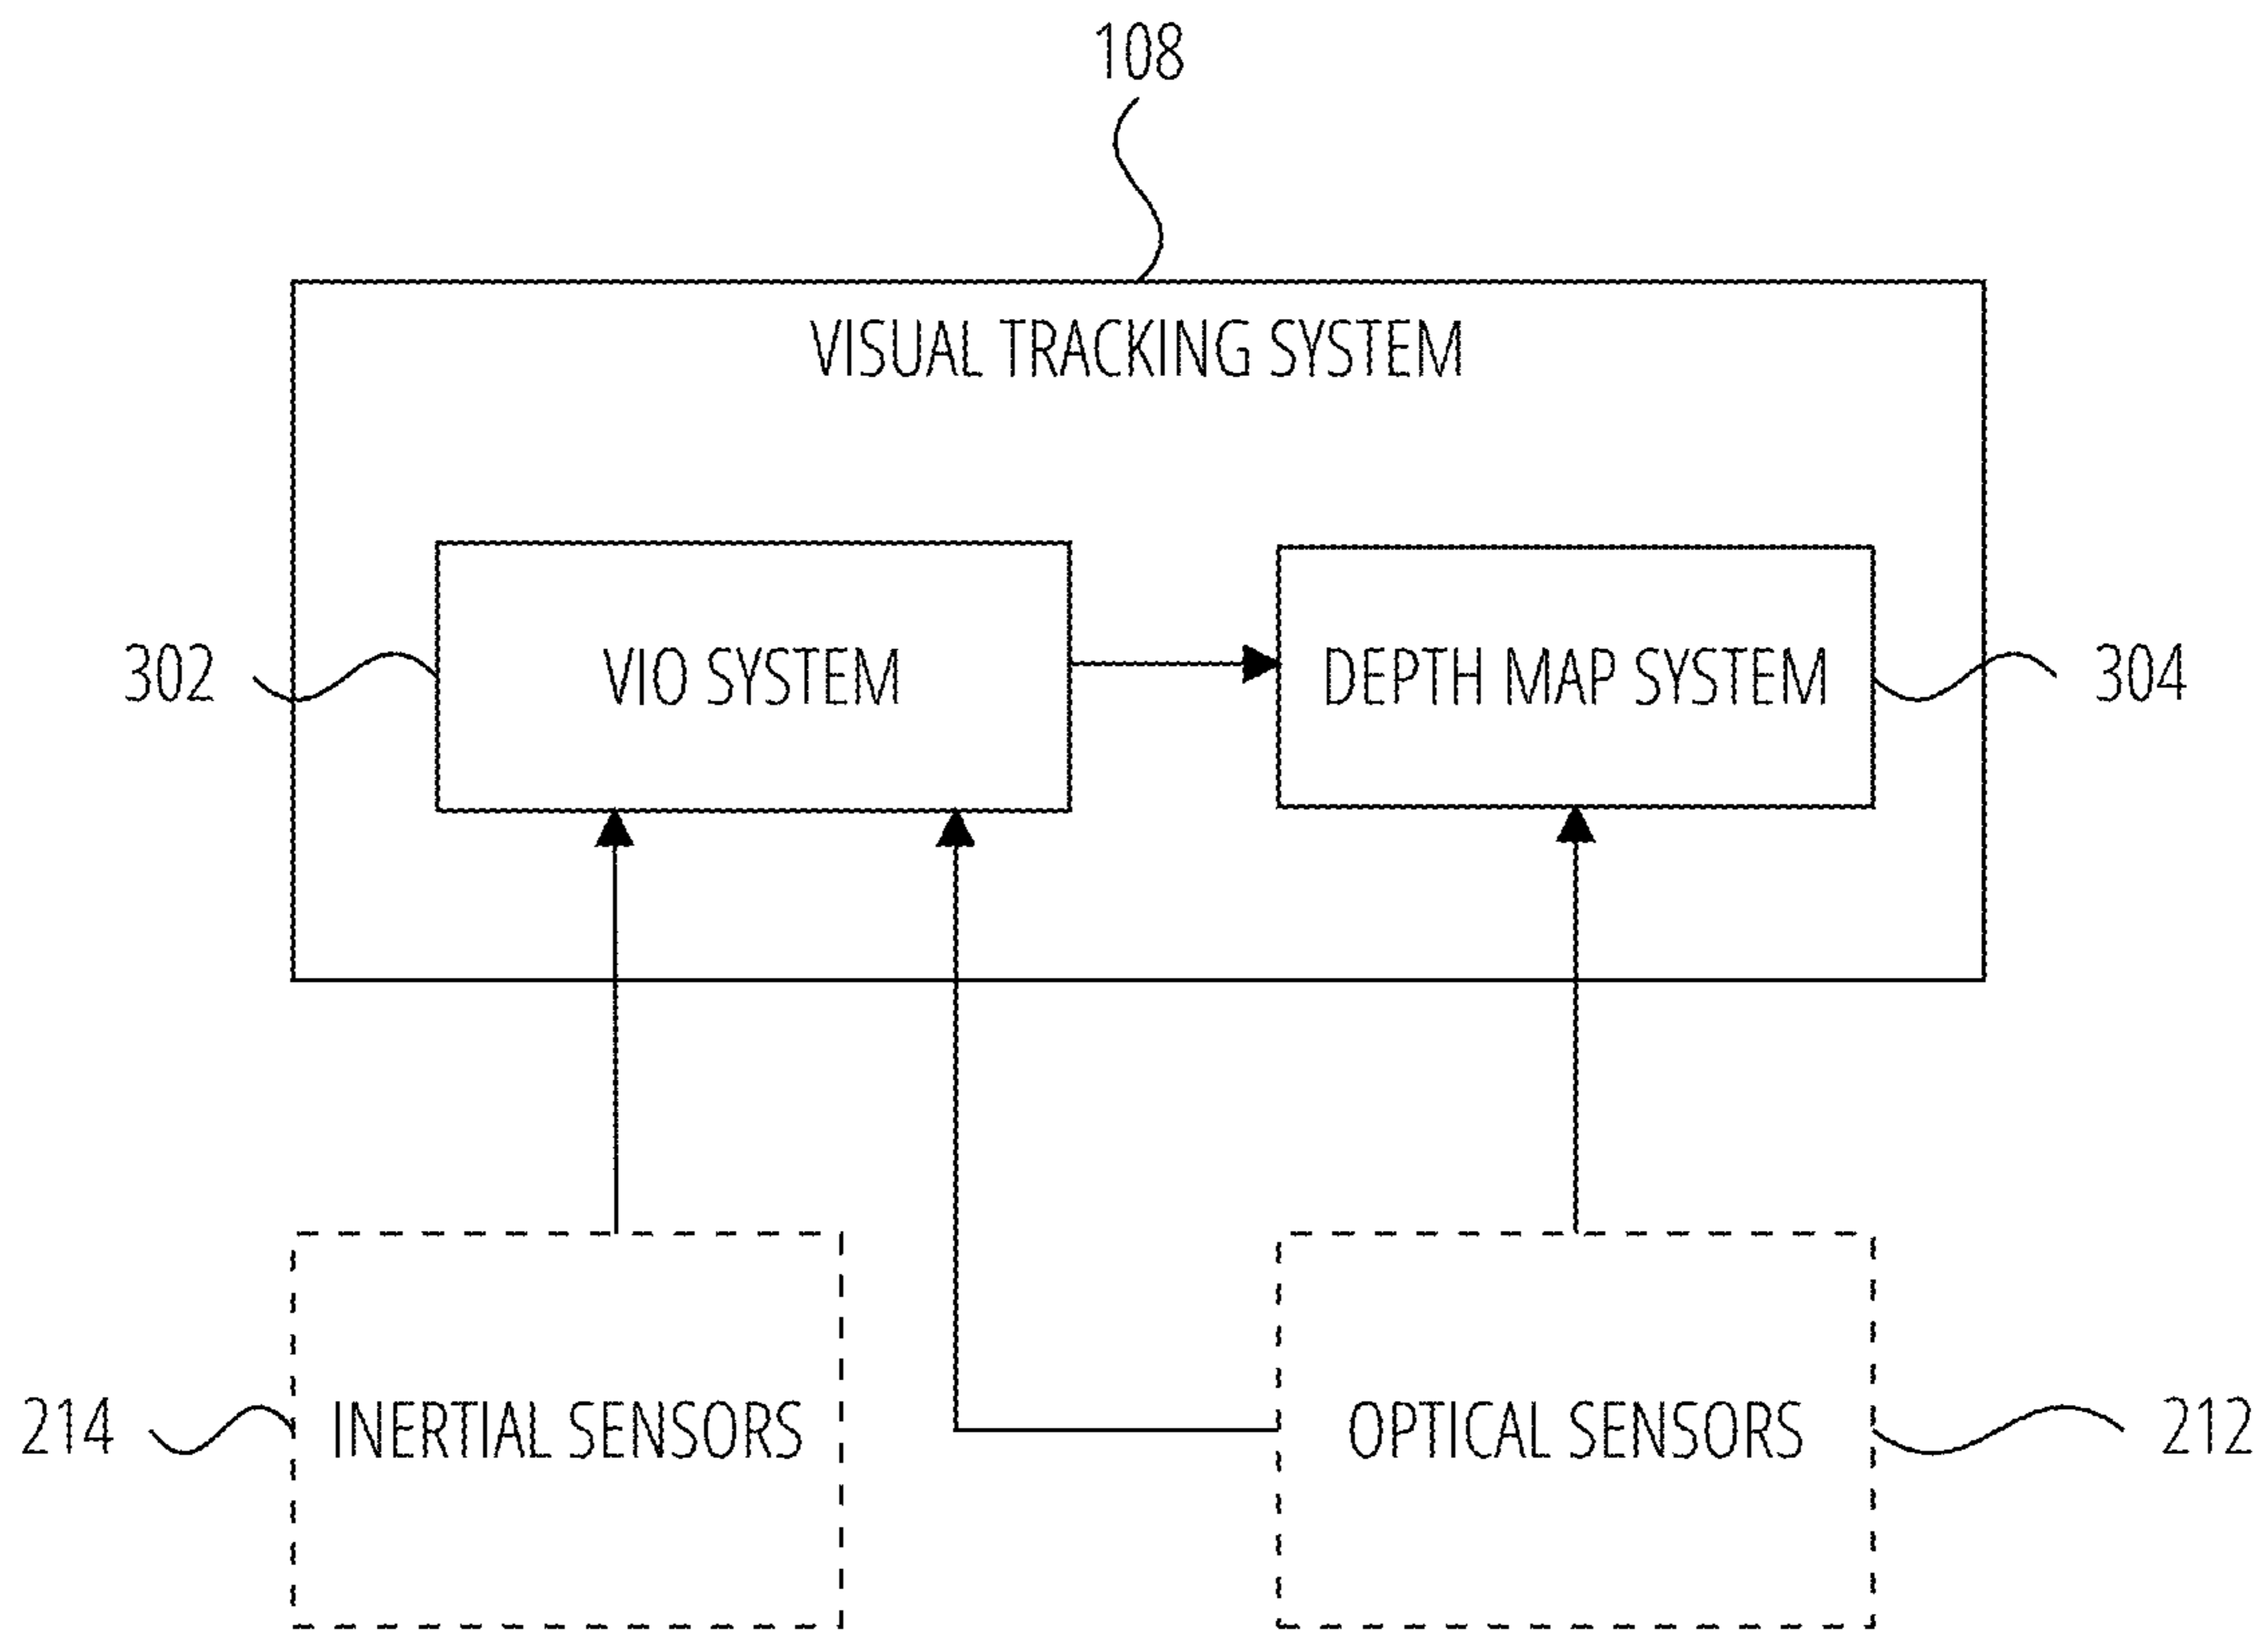 108
VISUAL TRACKING SYSTEM
302
VIO SYSTEM
DEPTH MAP SYSTEM
304
214
INERTIAL SENSORS
OPTICAL SENSORS
212